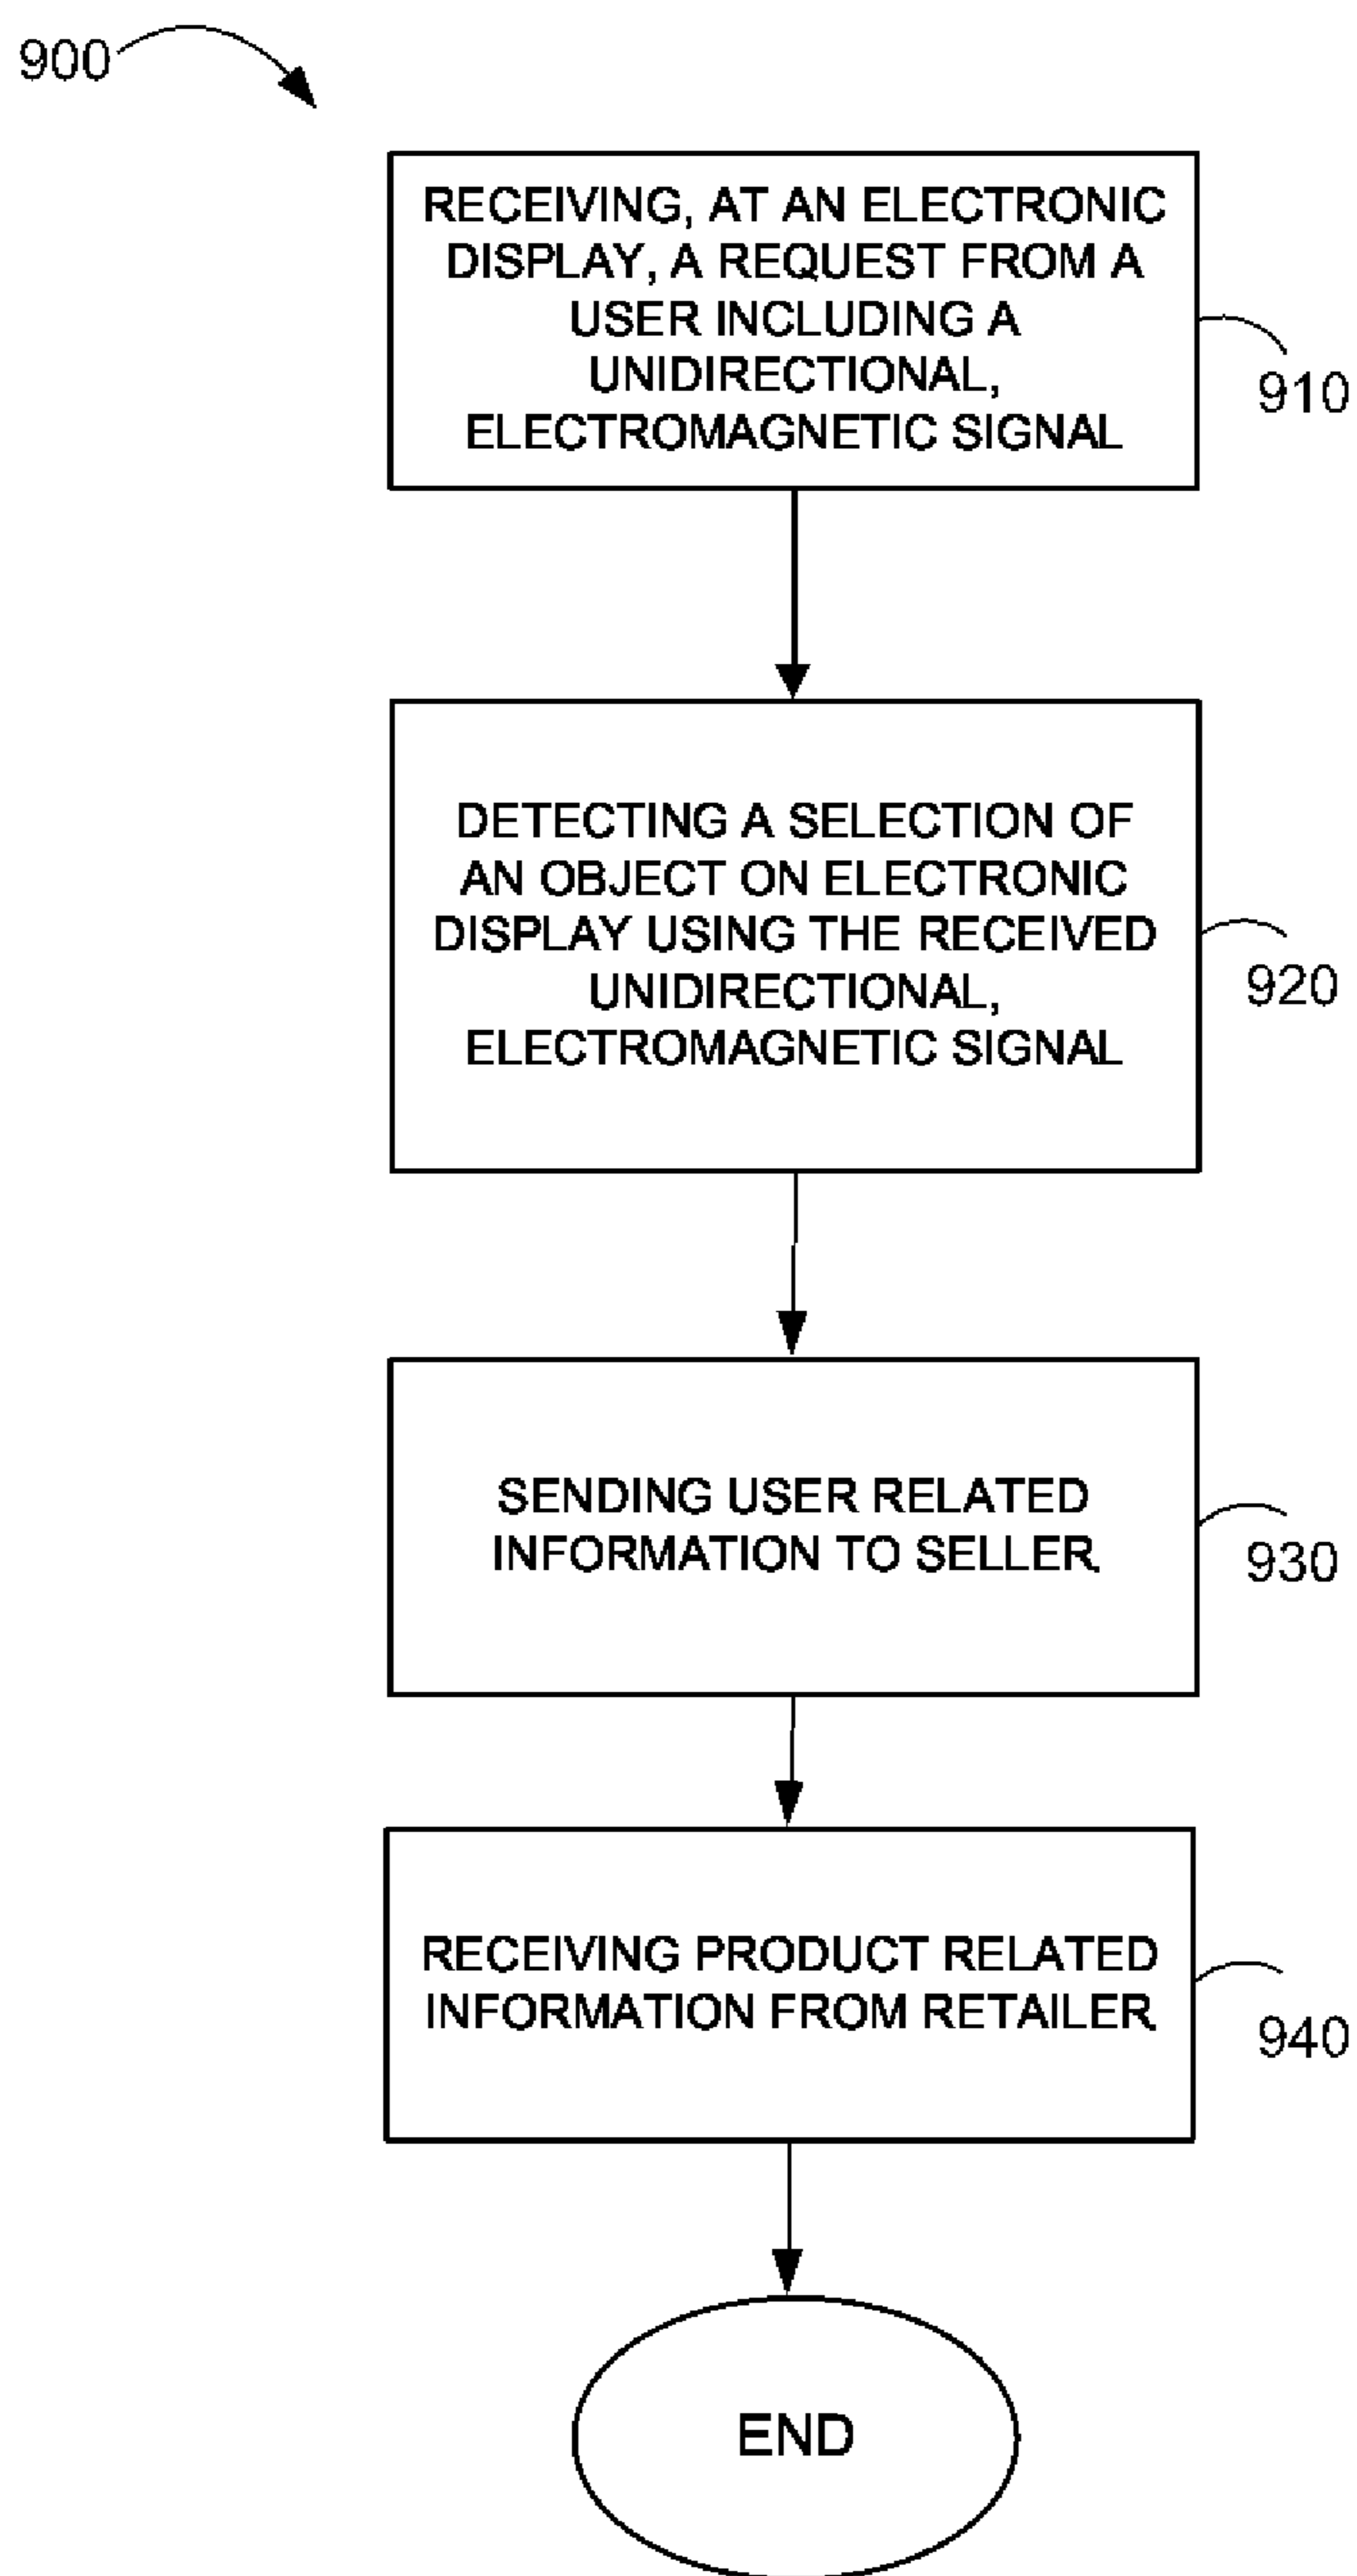 900
RECEIVING, AT AN ELECTRONIC
DISPLAY, A REQUEST FROM A
USER INCLUDING A
UNIDIRECTIONAL,
ELECTROMAGNETIC SIGNAL
910
DETECTING A SELECTION OF
AN OBJECT ON ELECTRONIC
DISPLAY USING THE RECEIVED
UNIDIRECTIONAL,
ELECTROMAGNETIC SIGNAL
920
SENDING USER RELATED
INFORMATION TO SELLER.
930
RECEIVING PRODUCT RELATED
INFORMATION FROM RETAILER.
940
END